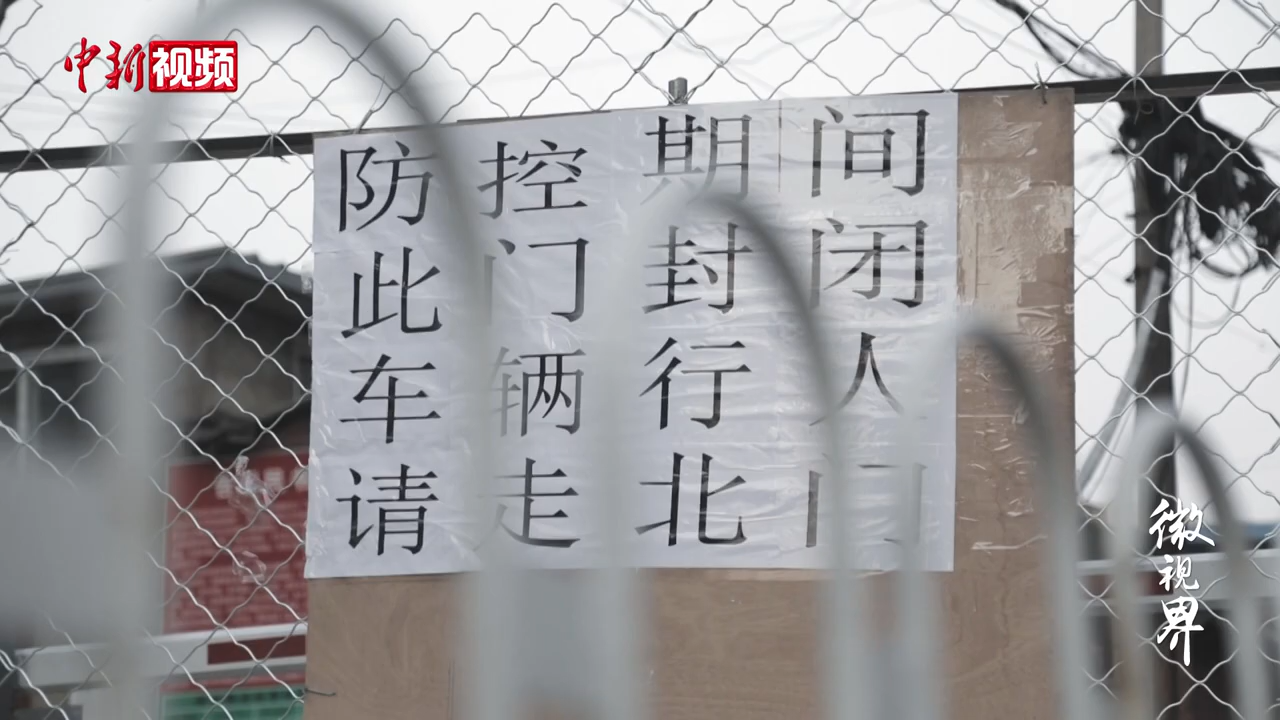 中新视频
防控期间
此门封闭
车辆行人
请走北门
微视界